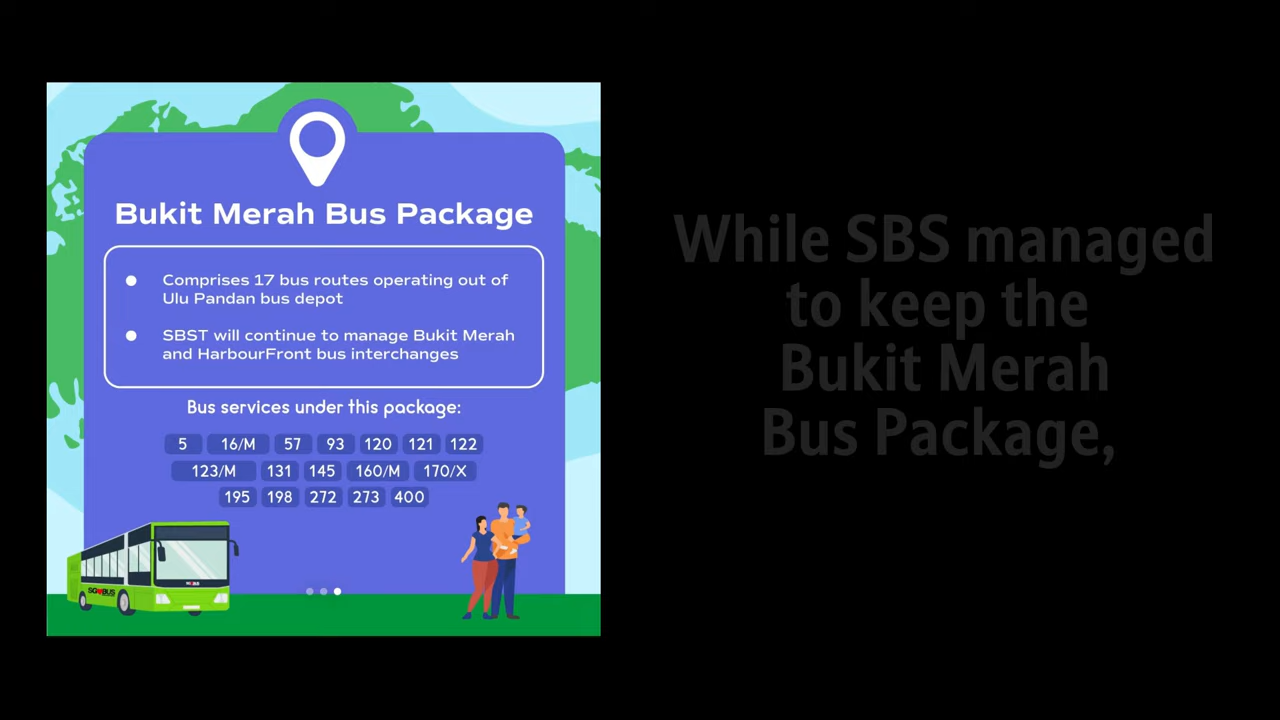 Bukit Merah Bus Package
Comprises 17 bus routes operating out of
Ulu Pandan bus depot
SBST will continue to manage Bukit Merah
and HarbourFront bus interchanges
Bus services under this package:
5 16/M 57 93 120 121 122
123/M 131 145 160/M 170/X
195 198 272 273 400
SG♥BUS
While SBS managed
to keep the
Bukit Merah
Bus Package,